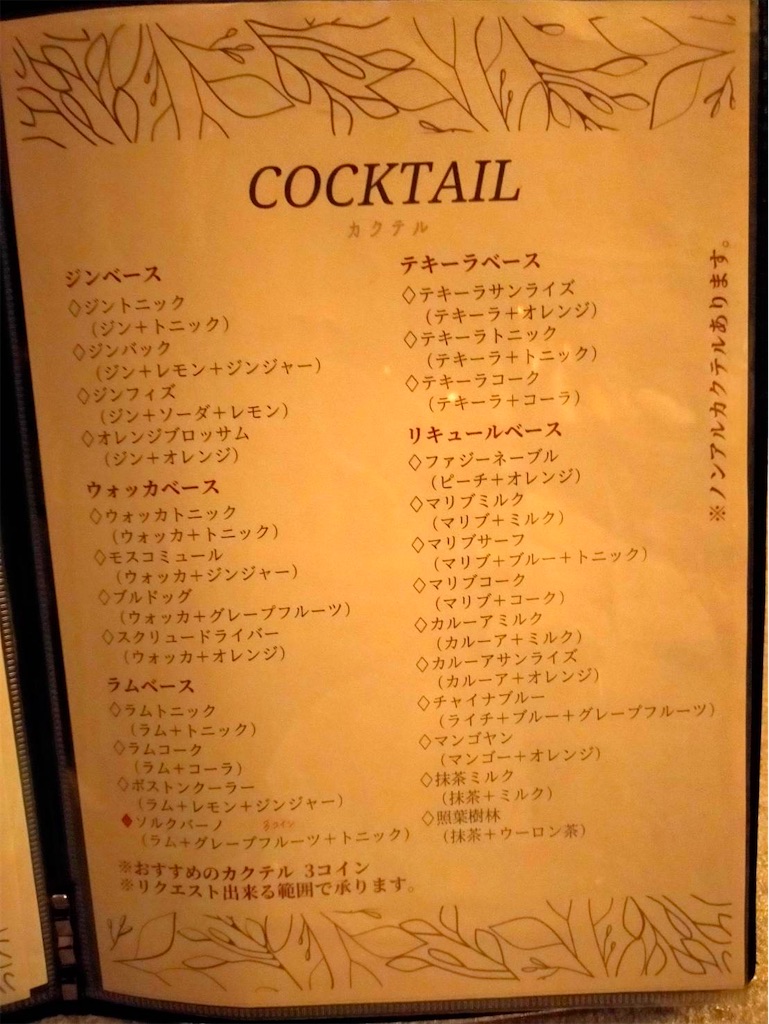 COCKTAIL
カクテル
ジンベース
◇ジントニック
（ジン＋トニック）
◇ジンバック
（ジン＋レモン＋ジンジャー）
◇ジンフィズ
（ジン＋ソーダ＋レモン）
◇オレンジブロッサム
（ジン＋オレンジ）
ウォッカベース
◇ウォッカトニック
（ウォッカ＋トニック）
◇モスコミュール
（ウォッカ＋ジンジャー）
◇ブルドッグ
（ウォッカ＋グレープフルーツ）
◇スクリュードライバー
（ウォッカ＋オレンジ）
ラムベース
◇ラムトニック
（ラム＋トニック）
◇ラムコーク
（ラム＋コーラ）
◇ボストンクーラー
（ラム＋レモン＋ジンジャー）
◆ソルクバーノ 3コイン
（ラム＋グレープフルーツ＋トニック）
※おすすめのカクテル 3コイン
※リクエスト出来る範囲で承ります。
テキーラベース
◇テキーラサンライズ
（テキーラ＋オレンジ）
◇テキーラトニック
（テキーラ＋トニック）
◇テキーラコーク
（テキーラ＋コーラ）
リキュールベース
◇ファジーネーブル
（ピーチ＋オレンジ）
◇マリブミルク
（マリブ＋ミルク）
◇マリブサーフ
（マリブ＋ブルー＋トニック）
◇マリブコーク
（マリブ＋コーク）
◇カルーアミルク
（カルーア＋ミルク）
◇カルーアサンライズ
（カルーア＋オレンジ）
◇チャイナブルー
（ライチ＋ブルー＋グレープフルーツ）
◇マンゴヤン
（マンゴー＋オレンジ）
◇抹茶ミルク
（抹茶＋ミルク）
◇照葉樹林
（抹茶＋ウーロン茶）
※ノンアルカクテルあります。